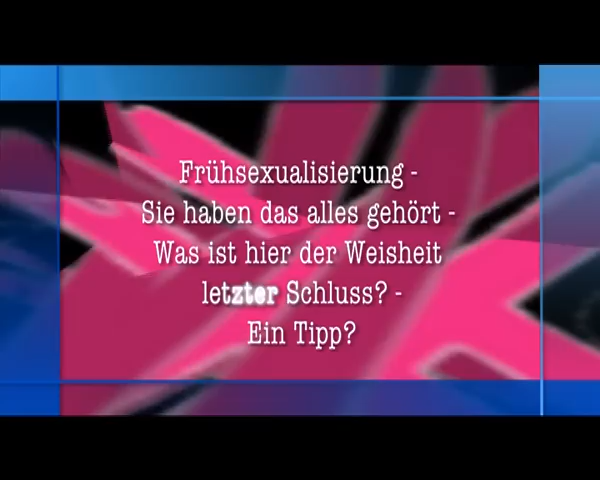 Frühsexualisierung -
Sie haben das alles gehört -
Was ist hier der Weisheit
letzter Schluss? -
Ein Tipp?